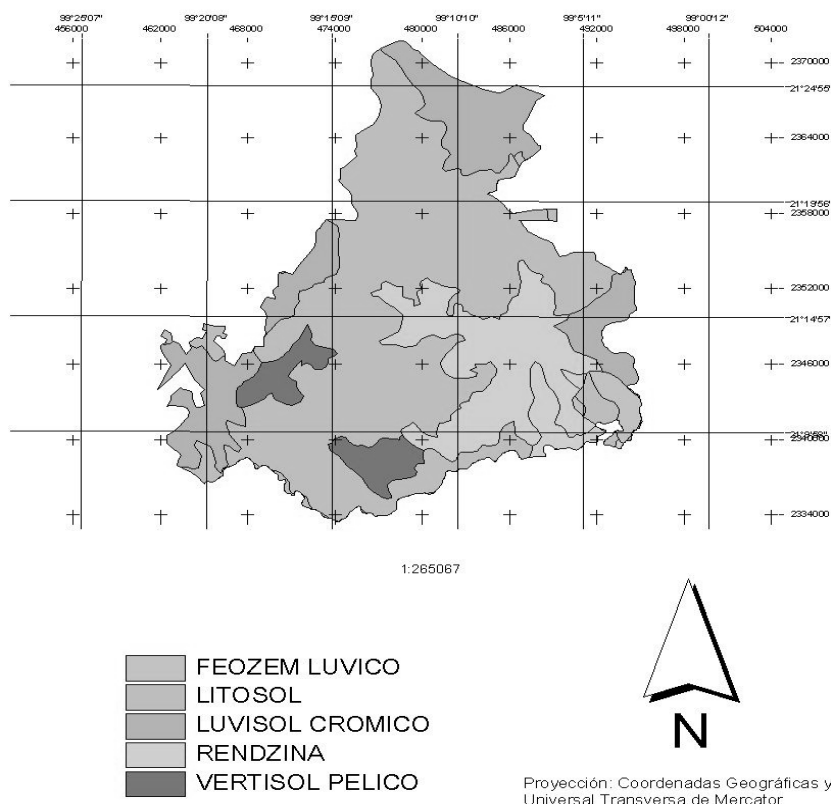 99°25'07" 99°20'08" 99°15'09" 99°10'10" 99°5'11" 99°00'12"
456000 462000 468000 474000 480000 486000 492000 498000 504000
2370000
21°24'55"
2364000
21°19'56"
2358000
2352000
21°14'57"
2346000
2340000
2334000
1:265067
FEOZEM LUVICO
LITOSOL
LUVISOL CROMICO
RENDZINA
VERTISOL PELICO
N
Proyección: Coordenadas Geográficas y
Universal Transversa de Mercator